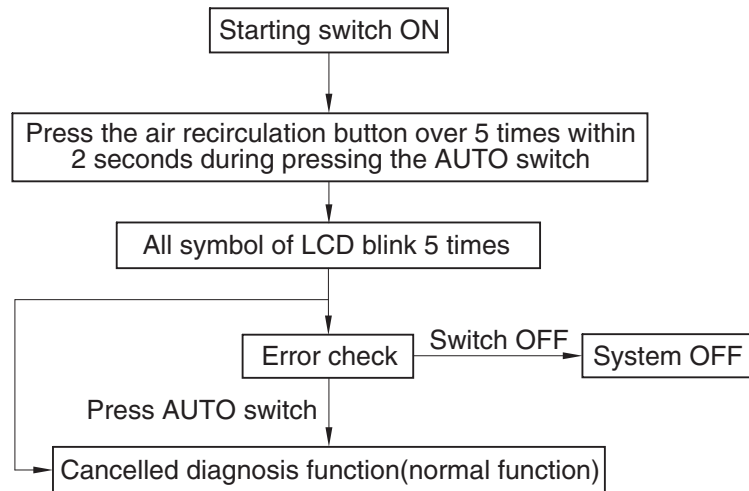 Starting switch ON
Press the air recirculation button over 5 times within
2 seconds during pressing the AUTO switch
All symbol of LCD blink 5 times
Error check
Switch OFF
System OFF
Press AUTO switch
Cancelled diagnosis function(normal function)